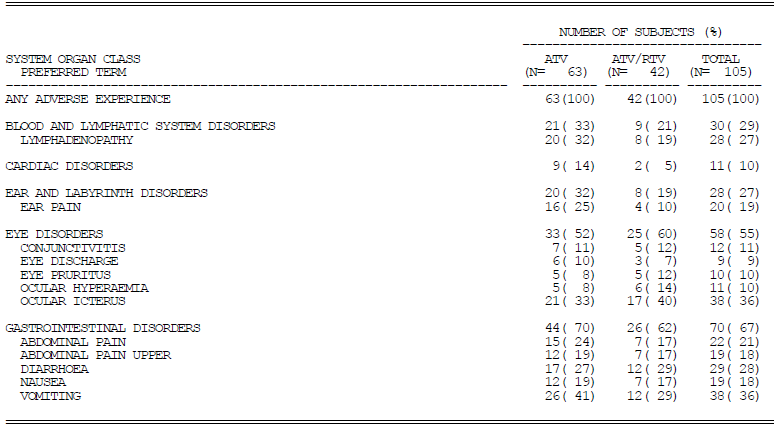 NUMBER OF SUBJECTS (%)
SYSTEM ORGAN CLASS ATV ATV/RTV TOTAL
PREFERRED TERM (N= 63) (N= 42) (N= 105)
ANY ADVERSE EXPERIENCE 63(100) 42(100) 105(100)
BLOOD AND LYMPHATIC SYSTEM DISORDERS 21( 33) 9( 21) 30( 29)
LYMPHADENOPATHY 20( 32) 8( 19) 28( 27)
CARDIAC DISORDERS 9( 14) 2( 5) 11( 10)
EAR AND LABYRINTH DISORDERS 20( 32) 8( 19) 28( 27)
EAR PAIN 16( 25) 4( 10) 20( 19)
EYE DISORDERS 33( 52) 25( 60) 58( 55)
CONJUNCTIVITIS 7( 11) 5( 12) 12( 11)
EYE DISCHARGE 6( 10) 3( 7) 9( 9)
EYE PRURITUS 5( 8) 5( 12) 10( 10)
OCULAR HYPERAEMIA 5( 8) 6( 14) 11( 10)
OCULAR ICTERUS 21( 33) 17( 40) 38( 36)
GASTROINTESTINAL DISORDERS 44( 70) 26( 62) 70( 67)
ABDOMINAL PAIN 15( 24) 7( 17) 22( 21)
ABDOMINAL PAIN UPPER 12( 19) 7( 17) 19( 18)
DIARRHOEA 17( 27) 12( 29) 29( 28)
NAUSEA 12( 19) 7( 17) 19( 18)
VOMITING 26( 41) 12( 29) 38( 36)